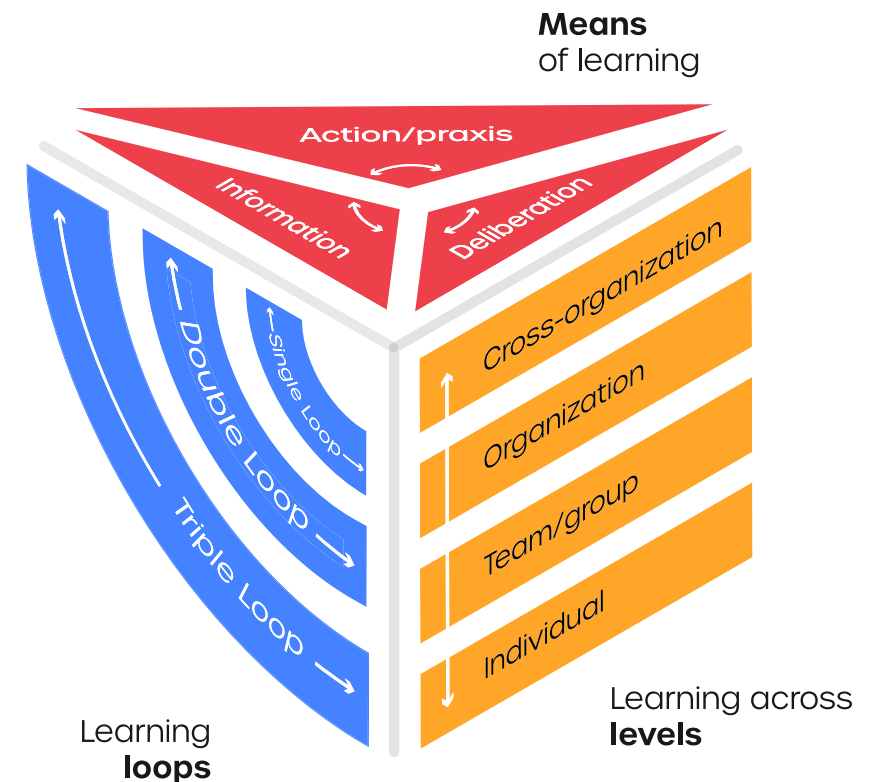 Means
of learning
Action/praxis
Information
Deliberation
Single Loop
Double Loop
Triple Loop
Cross-organization
Organization
Team/group
Individual
Learning across
levels
Learning
loops